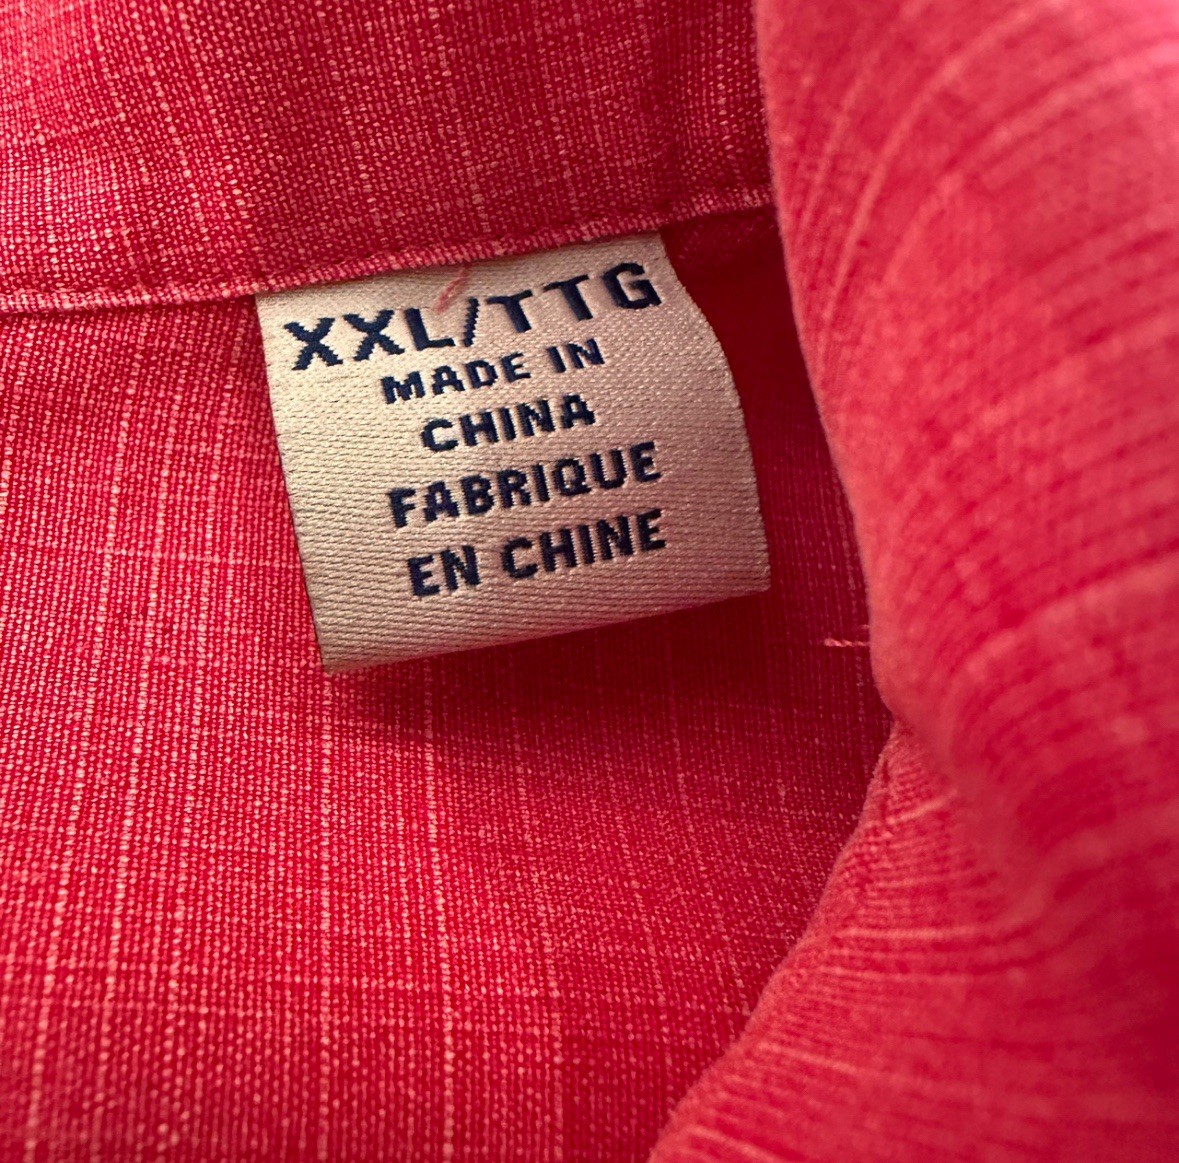 XXL/TTG
MADE IN
CHINA
FABRIQUE
EN CHINE